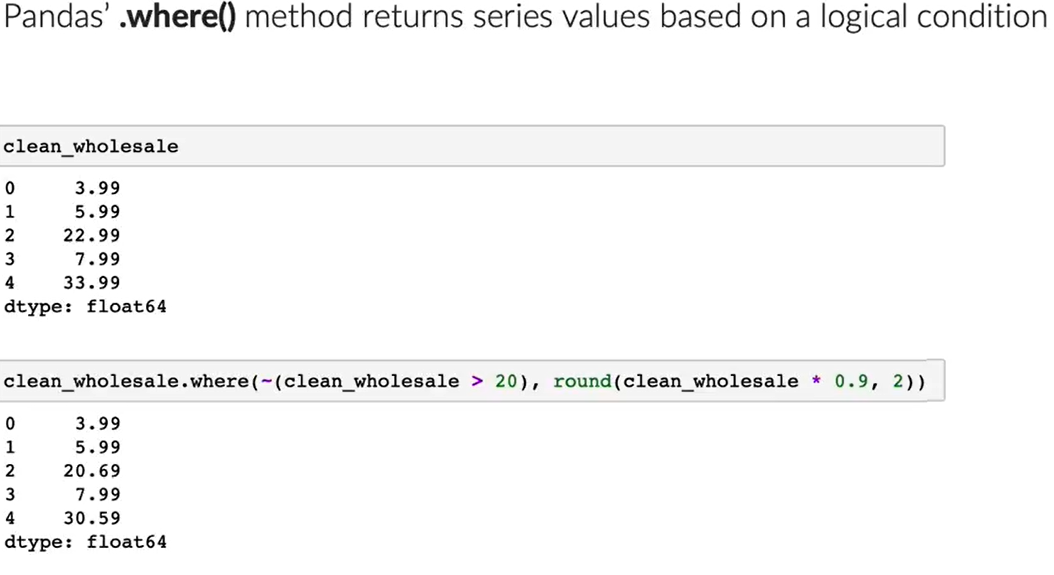 Pandas’ .where() method returns series values based on a logical condition
clean_wholesale
0 3.99
1 5.99
2 22.99
3 7.99
4 33.99
dtype: float64
clean_wholesale.where(~(clean_wholesale > 20), round(clean_wholesale * 0.9, 2))
0 3.99
1 5.99
2 20.69
3 7.99
4 30.59
dtype: float64